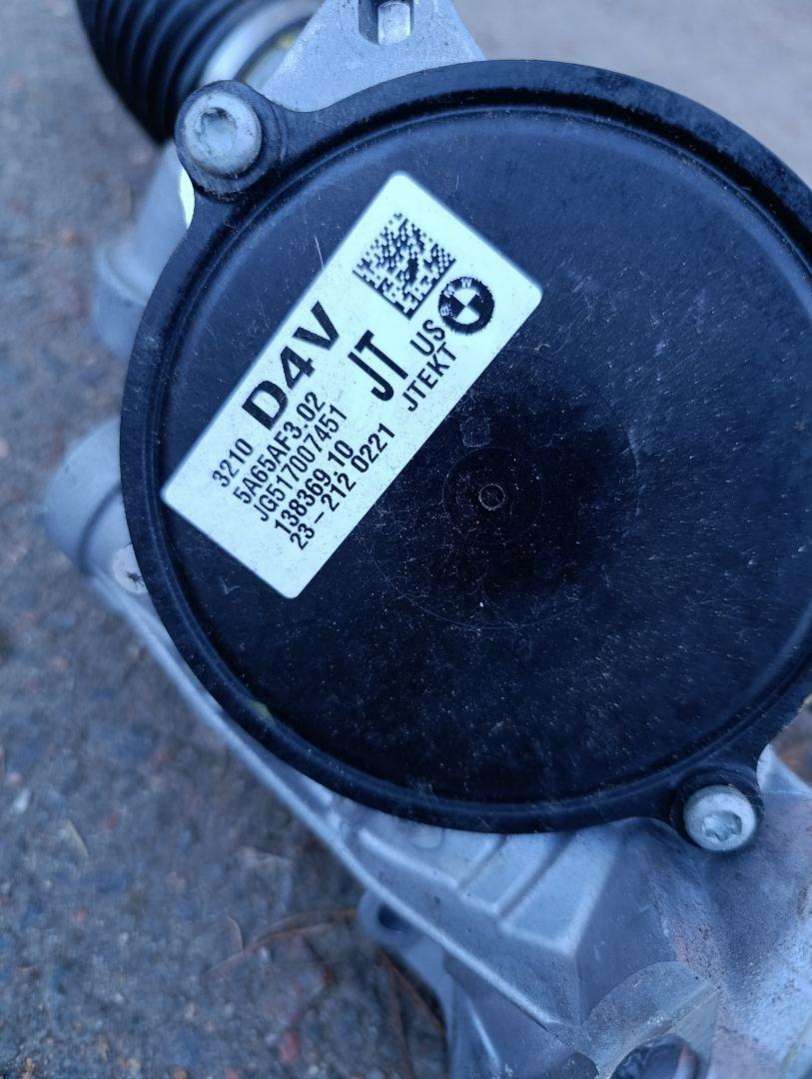 3210 D4V
5A65AF3.02
JG517007451 JT US
138369.10 JTEKT
23-212 0221
BMW